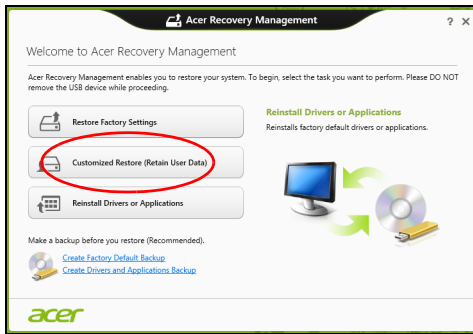 Acer Recovery Management
? X
Welcome to Acer Recovery Management
Acer Recovery Management enables you to restore your system. To begin, select the task you want to perform. Please DO NOT
remove the USB device while proceeding.
Restore Factory Settings
Customized Restore (Retain User Data)
Reinstall Drivers or Applications
Reinstall Drivers or Applications
Reinstalls factory default drivers or applications.
Make a backup before you restore (Recommended).
Create Factory Default Backup
Create Drivers and Applications Backup
acer